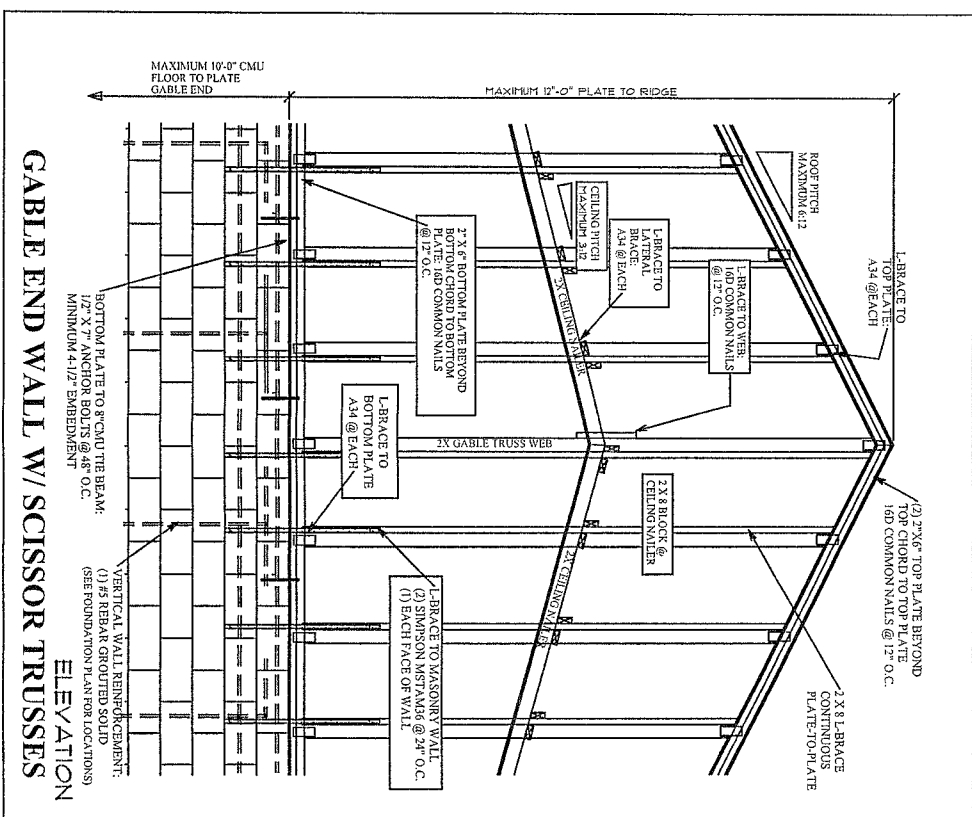 MAXIMUM 10'-0" CMU
FLOOR TO PLATE
GABLE END
MAXIMUM 12'-0" PLATE TO RIDGE
ROOF PITCH
MAXIMUM 6:12
L-BRACE TO
TOP PLATE:
A34 @EACH
(2) 2"X6" TOP PLATE BEYOND
TOP CHORD TO TOP PLATE
16D COMMON NAILS @ 12" O.C.
2 X 8 L-BRACE
CONTINUOUS
PLATE-TO-PLATE
CEILING PITCH
MAXIMUM 3:12
L-BRACE TO
LATERAL
BRACE:
A34 @ EACH
L-BRACE TO WEB:
16D COMMON NAILS
@ 12" O.C.
2X CEILING NAILER
2X GABLE TRUSS WEB
2 X 8 BLOCK @
CEILING NAILER
2X CEILING NAILER
2" X 6" BOTTOM PLATE BEYOND
BOTTOM CHORD TO BOTTOM
PLATE: 16D COMMON NAILS
@ 12" O.C.
L-BRACE TO
BOTTOM PLATE
A34 @ EACH
L-BRACE TO MASONRY WALL
(2) SIMPSON MSTAM36 @ 24" O.C.
(1) EACH FACE OF WALL
BOTTOM PLATE TO 8"CMU TIE BEAM:
1/2" X 7" ANCHOR BOLTS @ 48" O.C.
MINIMUM 4-1/2" EMBEDMENT
VERTICAL WALL REINFORCEMENT:
(1) #5 REBAR GROUTED SOLID
(SEE FOUNDATION PLAN FOR LOCATIONS)
ELEVATION
GABLE END WALL W/ SCISSOR TRUSSES